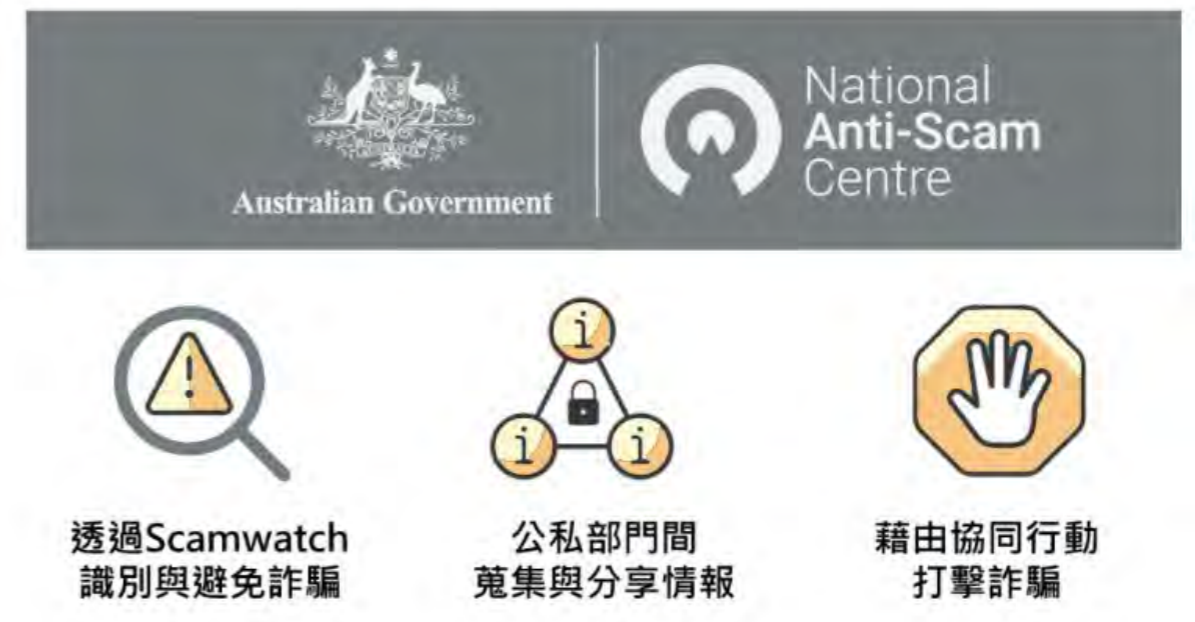 Australian Government
National
Anti-Scam
Centre
透過Scamwatch
識別與避免詐騙
公私部門間
蒐集與分享情報
藉由協同行動
打擊詐騙